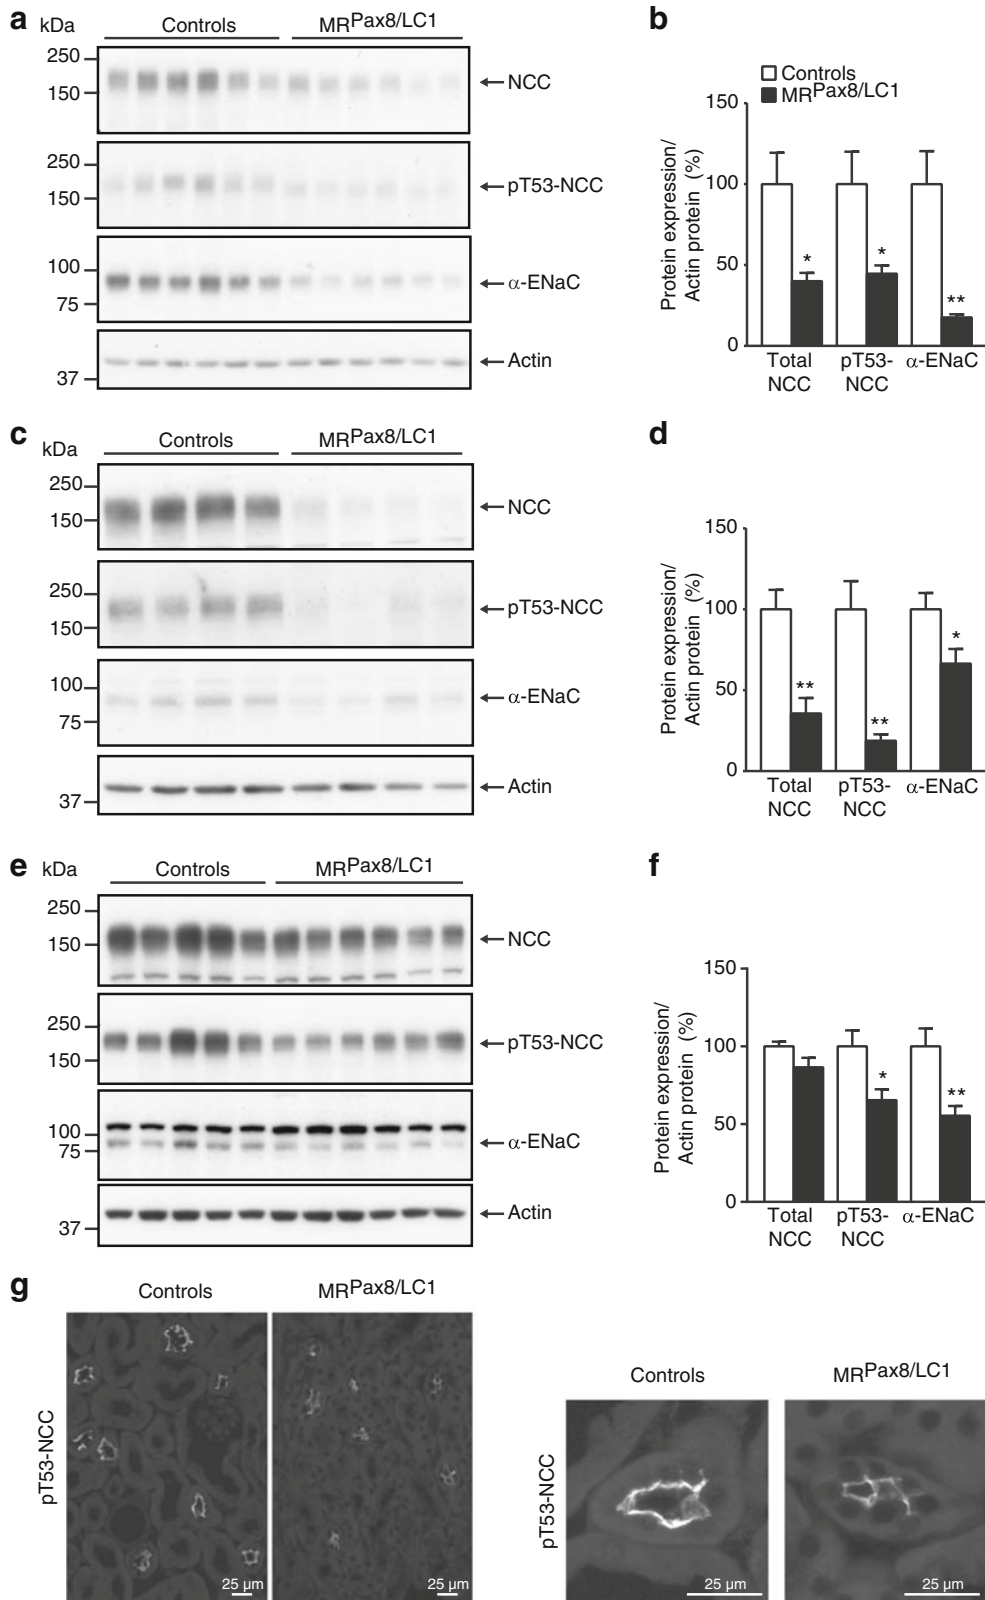 a kDa Controls MRPax8/LC1
250
150
NCC
250
150
pT53-NCC
100
75
α-ENaC
37
Actin
b
Controls
MRPax8/LC1
Protein expression/
Actin protein (%)
150
100
50
0
* * **
Total NCC pT53-NCC α-ENaC
c kDa Controls MRPax8/LC1
250
150
NCC
250
150
pT53-NCC
100
75
α-ENaC
37
Actin
d
Protein expression/
Actin protein (%)
150
100
50
0
** ** *
Total NCC pT53-NCC α-ENaC
e kDa Controls MRPax8/LC1
250
150
NCC
250
150
pT53-NCC
100
75
α-ENaC
37
Actin
f
Protein expression/
Actin protein (%)
150
100
50
0
* **
Total NCC pT53-NCC α-ENaC
g
Controls MRPax8/LC1
pT53-NCC
25 µm 25 µm
Controls MRPax8/LC1
pT53-NCC
25 µm 25 µm